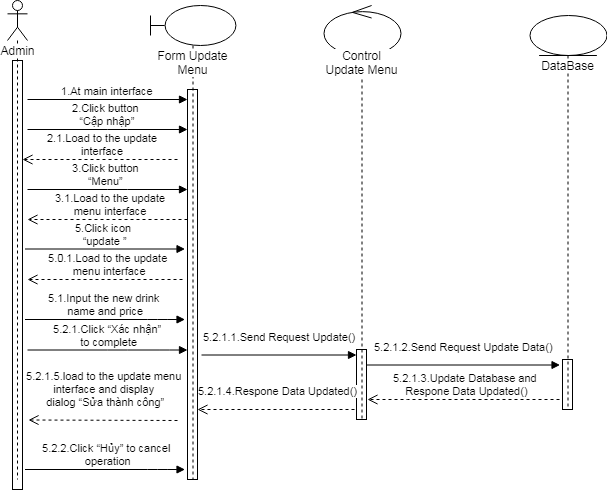 Admin
Form Update
Menu
Control
Update Menu
DataBase
1.At main interface
2.Click button
“Cập nhập”
2.1.Load to the update
interface
3.Click button
“Menu”
3.1.Load to the update
menu interface
5.Click icon
“update ”
5.0.1.Load to the update
menu interface
5.1.Input the new drink
name and price
5.2.1.Click “Xác nhận”
to complete
5.2.1.1.Send Request Update()
5.2.1.2.Send Request Update Data()
5.2.1.3.Update Database and
Respone Data Updated()
5.2.1.4.Respone Data Updated()
5.2.1.5.load to the update menu
interface and display
dialog “Sửa thành công”
5.2.2.Click “Hủy” to cancel
operation